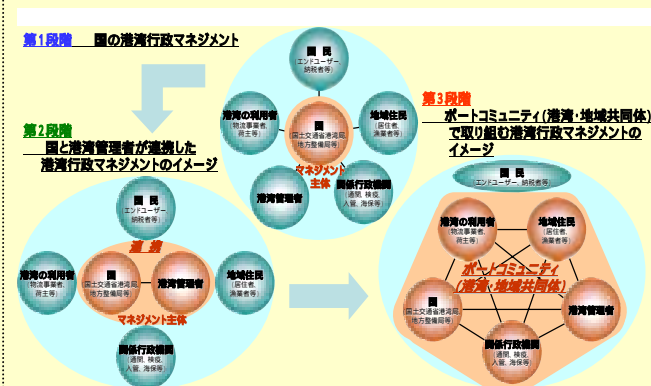 第1段階　国の港湾行政マネジメント
国 民
(エンドユーザー、
納税者等)
港湾の利用者
(物流事業者、
荷主等)
国
(国土交通省港湾局、
地方整備局等)
地域住民
(居住者、
漁業者等)
マネジメント
主体
港湾管理者
関係行政機関
(通関、検疫、
入管、海保等)
第2段階
国と港湾管理者が連携した
港湾行政マネジメントのイメージ
国 民
(エンドユーザー、
納税者等)
連 携
港湾の利用者
(物流事業者、
荷主等)
国
(国土交通省港湾局、
地方整備局等)
港湾管理者
地域住民
(居住者、
漁業者等)
マネジメント主体
関係行政機関
(通関、検疫、
入管、海保等)
第3段階
ポートコミュニティ(港湾・地域共同体)
で取り組む港湾行政マネジメントの
イメージ
国 民
(エンドユーザー、納税者等)
港湾の利用者
(物流事業者、
荷主等)
地域住民
(居住者、
漁業者等)
ポートコミュニティ
(港湾・地域共同体)
国
(国土交通省港湾局、
地方整備局等)
港湾管理者
関係行政機関
(通関、検疫、
入管、海保等)